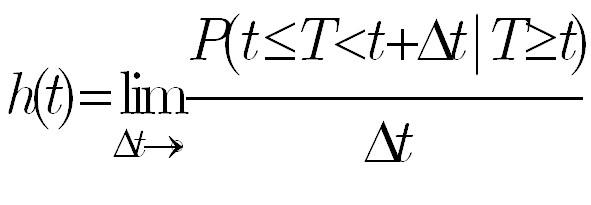 h(t)=lim Δt→ P(t≤T<t+Δt|T≥t) / Δt